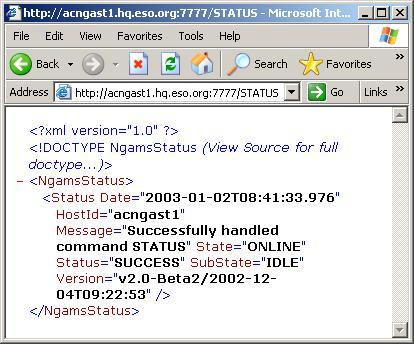 http://acngast1.hq.eso.org:7777/STATUS - Microsoft Int...
File Edit View Favorites Tools Help
Back Search Favorites
Address http://acngast1.hq.eso.org:7777/STATUS Go Links »
<?xml version="1.0" ?>
<!DOCTYPE NgamsStatus (View Source for full
doctype...)>
- <NgamsStatus>
<Status Date="2003-01-02T08:41:33.976"
HostId="acngast1"
Message="Successfully handled
command STATUS" State="ONLINE"
Status="SUCCESS" SubState="IDLE"
Version="v2.0-Beta2/2002-12-
04T09:22:53" />
</NgamsStatus>